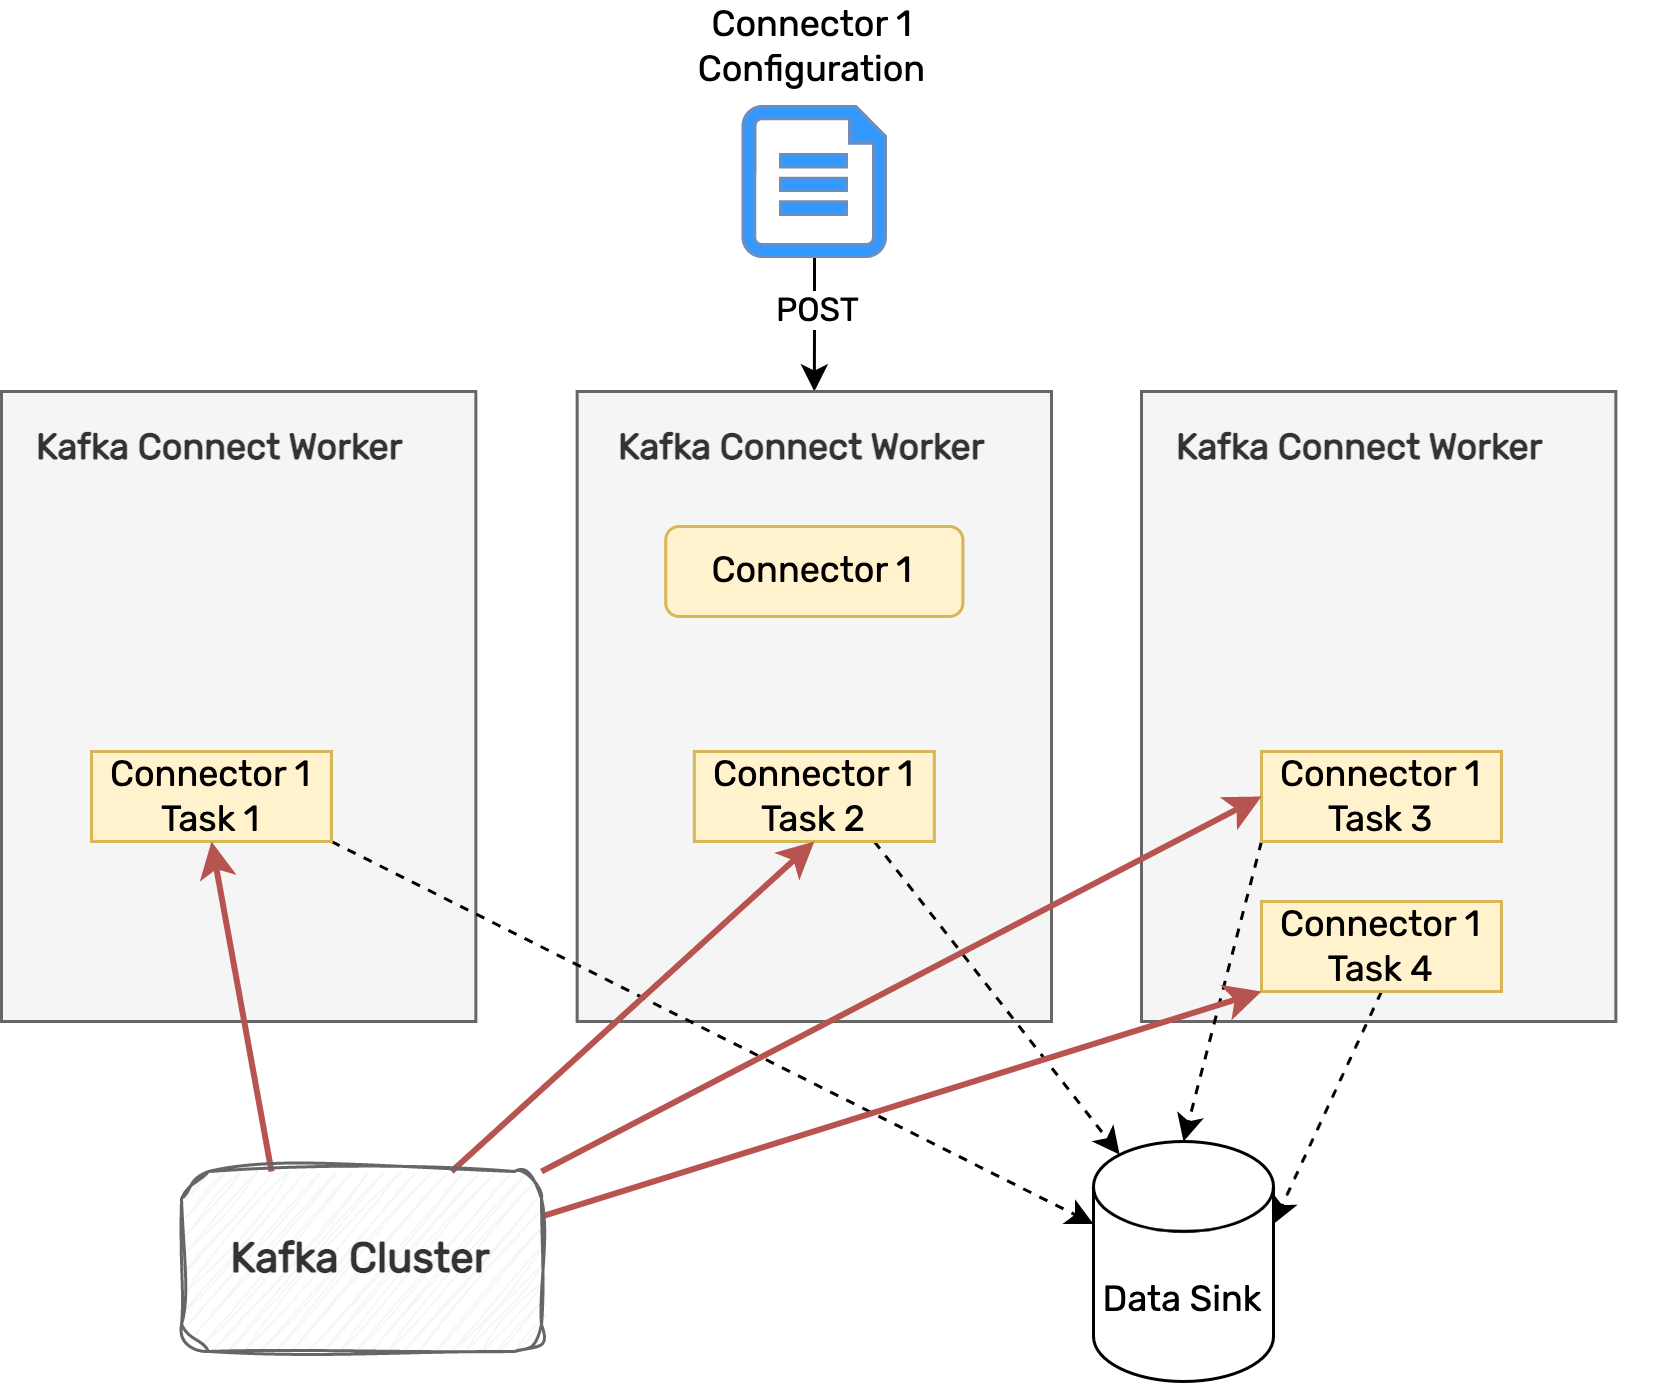 Connector 1
Configuration
POST
Kafka Connect Worker
Kafka Connect Worker
Kafka Connect Worker
Connector 1
Connector 1
Task 1
Connector 1
Task 2
Connector 1
Task 3
Connector 1
Task 4
Kafka Cluster
Data Sink